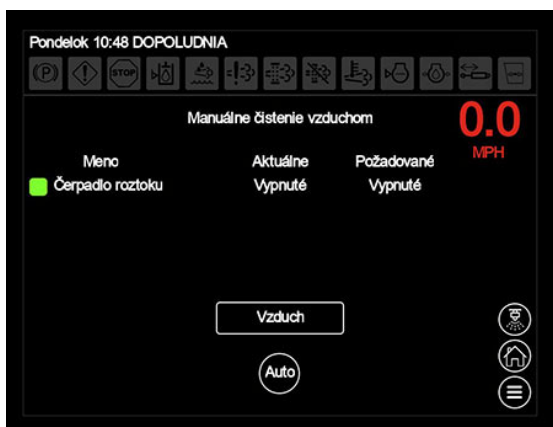 Pondelok 10:48 DOPOLUDNIA
STOP
Manuálne čistenie vzduchom
0.0
MPH
Meno Aktuálne Požadované
Čerpadlo roztoku Vypnuté Vypnuté
Vzduch
Auto